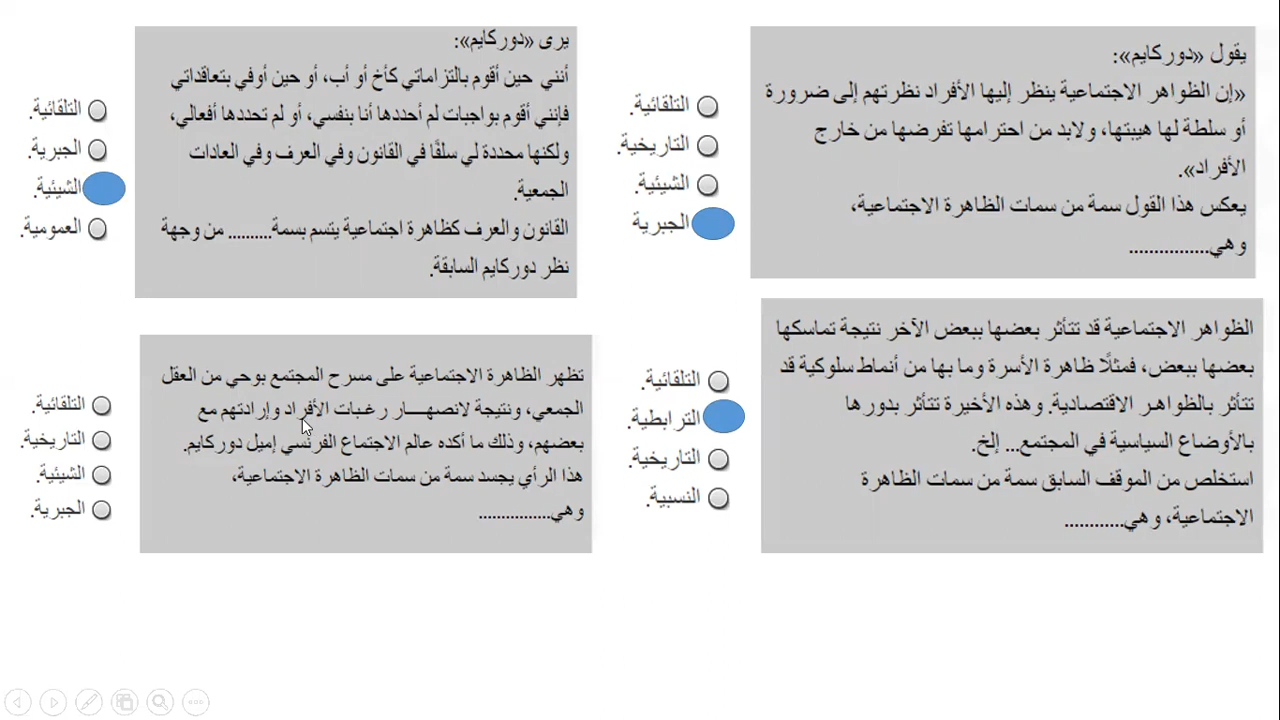 يقول «دوركايم»:
«إن الظواهر الاجتماعية ينظر إليها الأفراد نظرتهم إلى ضرورة
أو سلطة لها هيبتها، ولابد من احترامها تفرضها من خارج
الأفراد».
يعكس هذا القول سمة من سمات الظاهرة الاجتماعية،
وهي................
التلقائية.
التاريخية.
الشيئية.
الجبرية
يرى «دوركايم»:
أنني حين أقوم بالتزاماتي كأخ أو أب، أو حين أوفي بتعاقداتي
فإنني أقوم بواجبات لم أحددها أنا بنفسي، أو لم تحددها أفعالي،
ولكنها محددة لي سلفًا في القانون وفي العرف وفي العادات
الجمعية.
القانون والعرف كظاهرة اجتماعية يتسم بسمة.......... من وجهة
نظر دوركايم السابقة.
التلقائية.
الجبرية.
الشيئية.
العمومية.
الظواهر الاجتماعية قد تتأثر بعضها ببعض الآخر نتيجة تماسكها
بعضها ببعض، فمثلًا ظاهرة الأسرة وما بها من أنماط سلوكية قد
تتأثر بالظواهر الاقتصادية. وهذه الأخيرة تتأثر بدورها
بالأوضاع السياسية في المجتمع... إلخ.
استخلص من الموقف السابق سمة من سمات الظاهرة
الاجتماعية، وهي............
التلقائية.
الترابطية.
التاريخية.
النسبية.
تظهر الظاهرة الاجتماعية على مسرح المجتمع بوحي من العقل
الجمعي، ونتيجة لانصهــــار رغبات الأفراد وإرادتهم مع
بعضهم، وذلك ما أكده عالم الاجتماع الفرنسي إميل دوركايم.
هذا الرأي يجسد سمة من سمات الظاهرة الاجتماعية،
وهي................
التلقائية.
التاريخية.
الشيئية.
الجبرية.